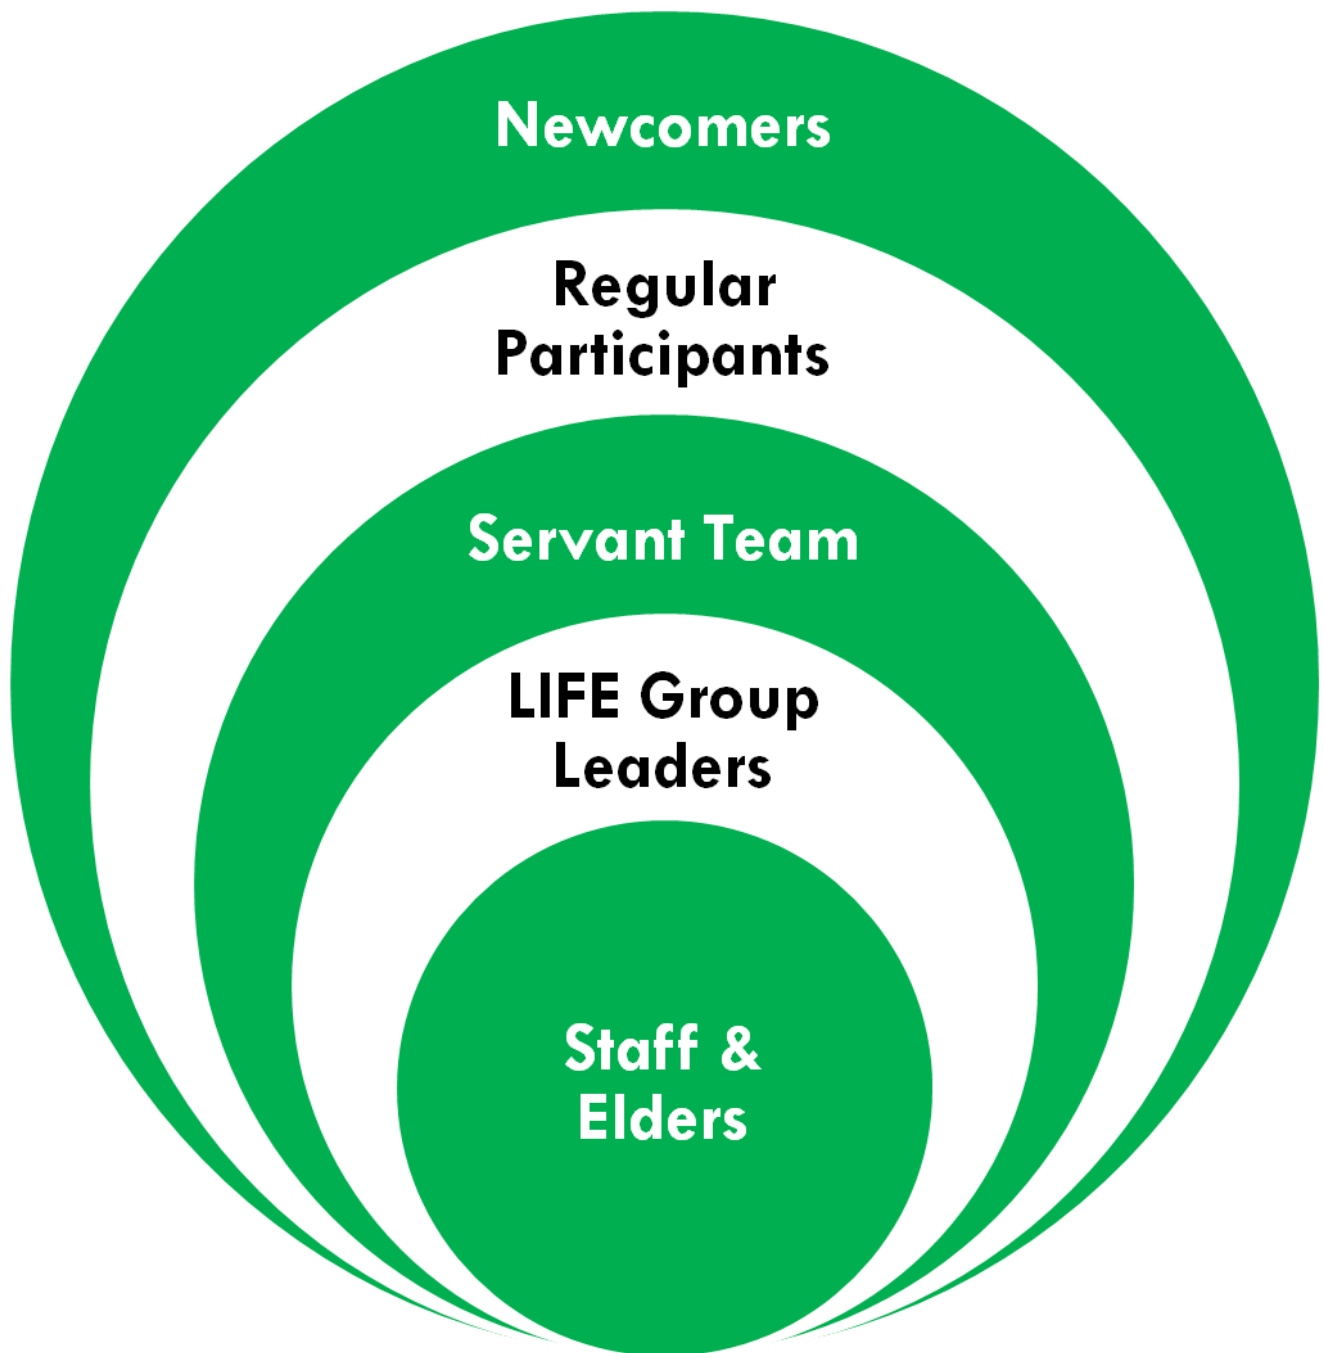 Newcomers
Regular
Participants
Servant Team
LIFE Group
Leaders
Staff &
Elders